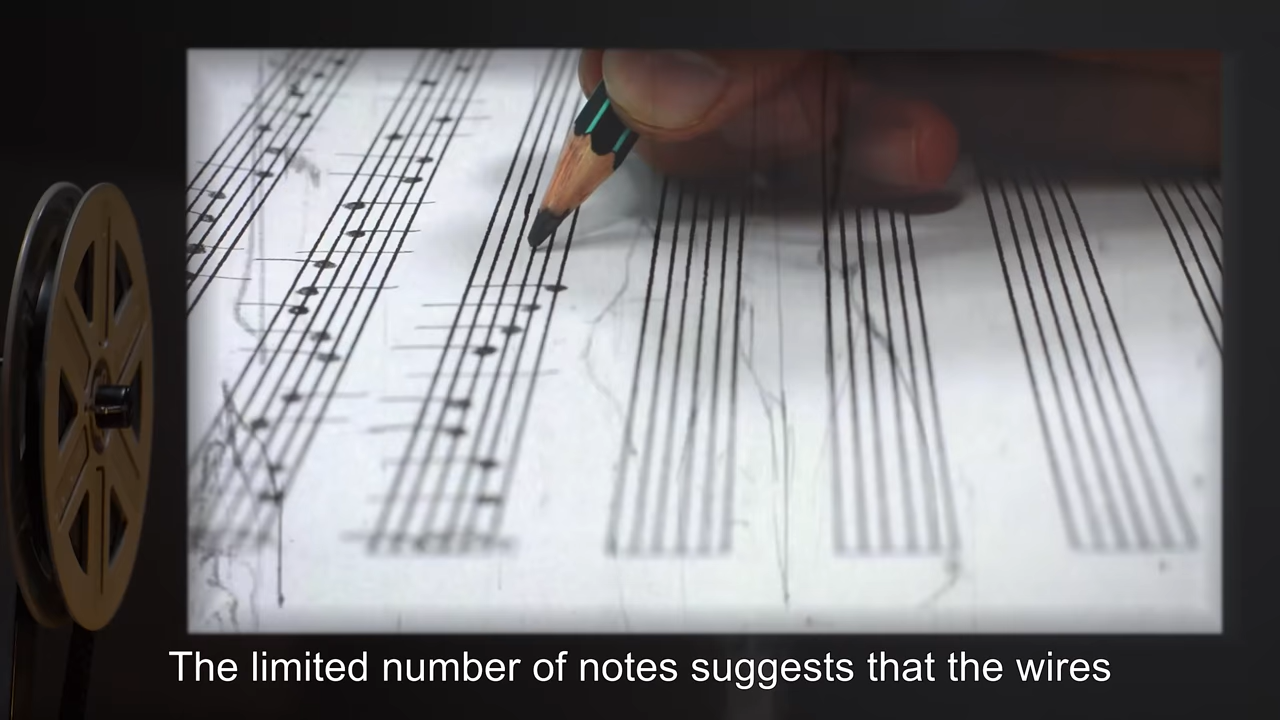 The limited number of notes suggests that the wires